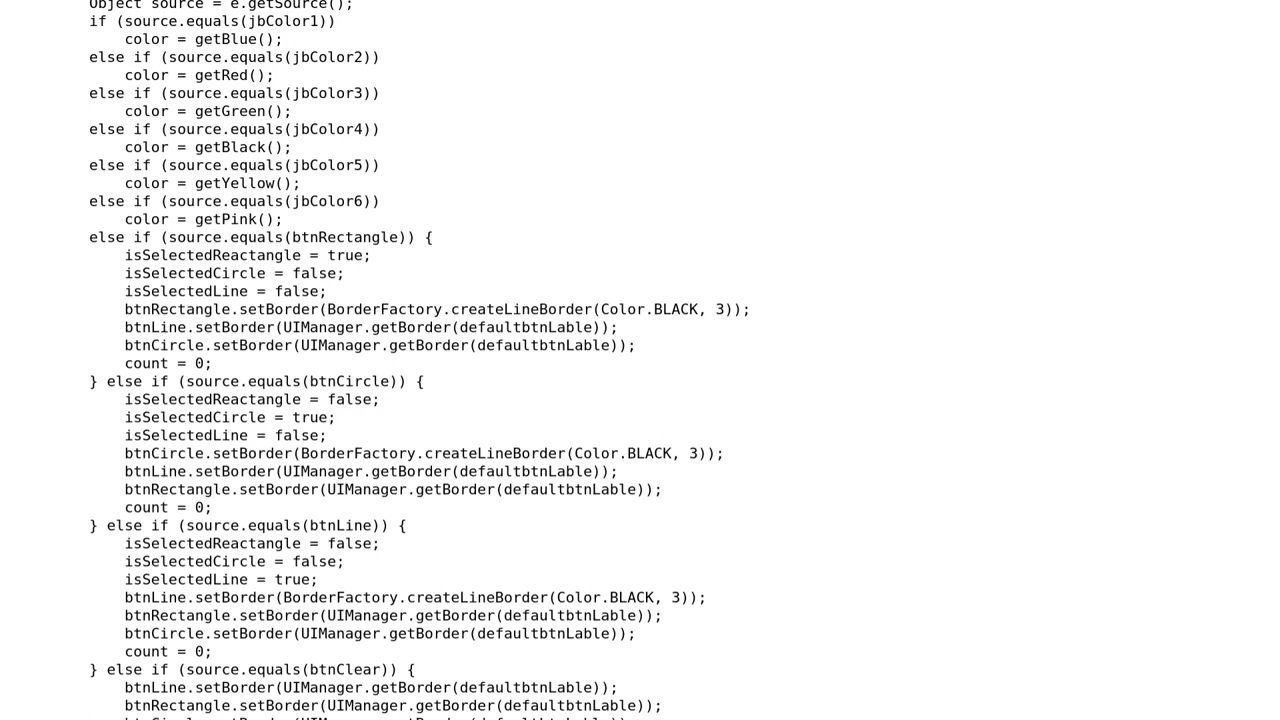 Object source = e.getSource();
if (source.equals(jbColor1))
color = getBlue();
else if (source.equals(jbColor2))
color = getRed();
else if (source.equals(jbColor3))
color = getGreen();
else if (source.equals(jbColor4))
color = getBlack();
else if (source.equals(jbColor5))
color = getYellow();
else if (source.equals(jbColor6))
color = getPink();
else if (source.equals(btnRectangle)) {
isSelectedReactangle = true;
isSelectedCircle = false;
isSelectedLine = false;
btnRectangle.setBorder(BorderFactory.createLineBorder(Color.BLACK, 3));
btnLine.setBorder(UIManager.getBorder(defaultbtnLable));
btnCircle.setBorder(UIManager.getBorder(defaultbtnLable));
count = 0;
} else if (source.equals(btnCircle)) {
isSelectedReactangle = false;
isSelectedCircle = true;
isSelectedLine = false;
btnCircle.setBorder(BorderFactory.createLineBorder(Color.BLACK, 3));
btnLine.setBorder(UIManager.getBorder(defaultbtnLable));
btnRectangle.setBorder(UIManager.getBorder(defaultbtnLable));
count = 0;
} else if (source.equals(btnLine)) {
isSelectedReactangle = false;
isSelectedCircle = false;
isSelectedLine = true;
btnLine.setBorder(BorderFactory.createLineBorder(Color.BLACK, 3));
btnRectangle.setBorder(UIManager.getBorder(defaultbtnLable));
btnCircle.setBorder(UIManager.getBorder(defaultbtnLable));
count = 0;
} else if (source.equals(btnClear)) {
btnLine.setBorder(UIManager.getBorder(defaultbtnLable));
btnRectangle.setBorder(UIManager.getBorder(defaultbtnLable));